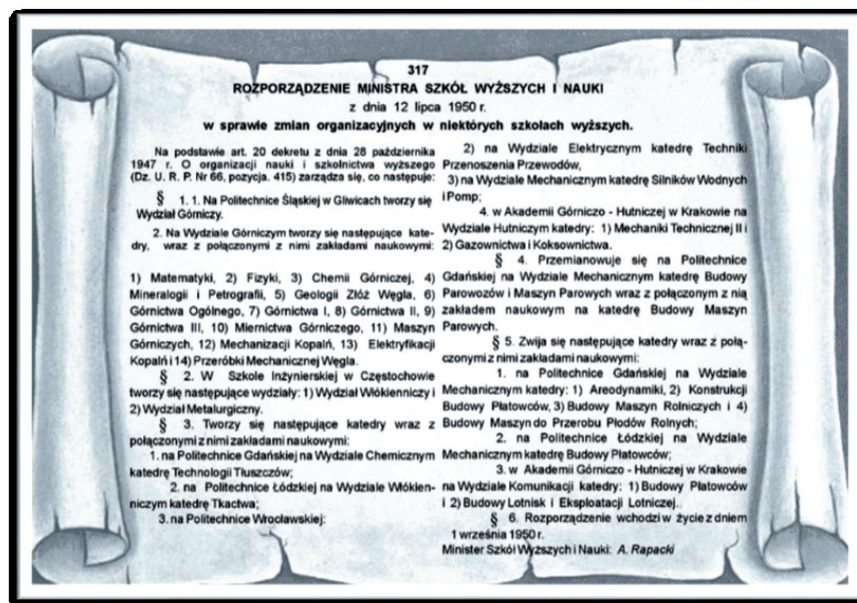 317
ROZPORZĄDZENIE MINISTRA SZKÓŁ WYŻSZYCH I NAUKI
z dnia 12 lipca 1950 r.
w sprawie zmian organizacyjnych w niektórych szkołach wyższych.
Na podstawie art. 20 dekretu z dnia 28 października
1947 r. O organizacji nauki i szkolnictwa wyższego
(Dz. U. R. P. Nr 66, pozycja. 415) zarządza się, co następuje:
§ 1. 1. Na Politechnice Śląskiej w Gliwicach tworzy się
Wydział Górniczy.
2. Na Wydziale Górniczym tworzy się następujące kate-
dry, wraz z połączonymi z nimi zakładami naukowymi:
1) Matematyki, 2) Fizyki, 3) Chemii Górniczej, 4)
Mineralogii i Petrografii, 5) Geologii Złóż Węgla, 6)
Górnictwa Ogólnego, 7) Górnictwa I, 8) Górnictwa II, 9)
Górnictwa III, 10) Miernictwa Górniczego, 11) Maszyn
Górniczych, 12) Mechanizacji Kopalń, 13) Elektryfikacji
Kopalń i 14) Przeróbki Mechanicznej Węgla.
§ 2. W Szkole Inżynierskiej w Częstochowie
tworzy się następujące wydziały: 1) Wydział Włókienniczy i
2) Wydział Metalurgiczny.
§ 3. Tworzy się następujące katedry wraz z
połączonymi z nimi zakładami naukowymi:
1. na Politechnice Gdańskiej na Wydziale Chemicznym
katedrę Technologii Tłuszczów;
2. na Politechnice Łódzkiej na Wydziale Włókien-
niczym katedrę Tkactwa;
3. na Politechnice Wrocławskiej:
2) na Wydziale Elektrycznym katedrę Techniki
Przenoszenia Przewodów,
3) na Wydziale Mechanicznym katedrę Silników Wodnych
i Pomp;
4. w Akademii Górniczo - Hutniczej w Krakowie na
Wydziale Hutniczym katedry: 1) Mechaniki Technicznej II i
2) Gazownictwa i Koksownictwa.
§ 4. Przemianowuje się na Politechnice
Gdańskiej na Wydziale Mechanicznym katedrę Budowy
Parowozów i Maszyn Parowych wraz z połączonym z nią
zakładem naukowym na katedrę Budowy Maszyn
Parowych.
§ 5. Zwija się następujące katedry wraz z połą-
czonymi z nimi zakładami naukowymi:
1. na Politechnice Gdańskiej na Wydziale
Mechanicznym katedry: 1) Areodynamiki, 2) Konstrukcji
Budowy Płatowców, 3) Budowy Maszyn Rolniczych i 4)
Budowy Maszyn do Przerobu Płodów Rolnych;
2. na Politechnice Łódzkiej na Wydziale
Mechanicznym katedrę Budowy Płatowców;
3. w Akademii Górniczo - Hutniczej w Krakowie
na Wydziale Komunikacji katedry: 1) Budowy Płatowców
i 2) Budowy Lotnisk i Eksploatacji Lotniczej.
§ 6. Rozporządzenie wchodzi w życie z dniem
1 września 1950 r.
Minister Szkół Wyższych i Nauki: A. Rapacki